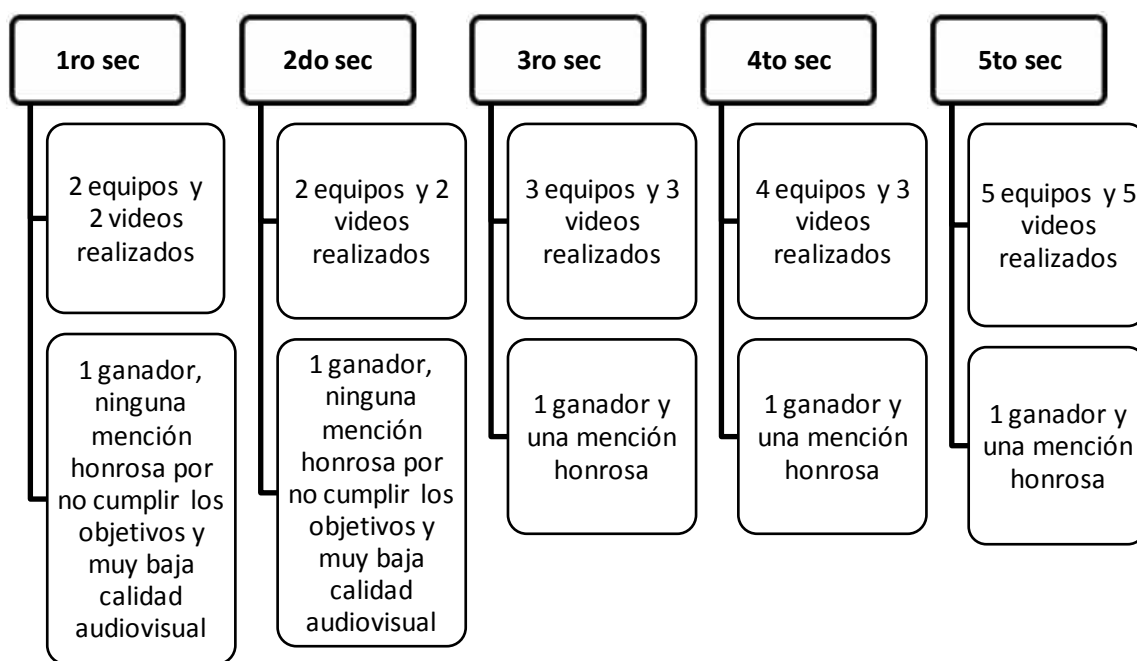 1ro sec
2 equipos y
2 videos
realizados
1 ganador,
ninguna
mención
honrosa por
no cumplir los
objetivos y
muy baja
calidad
audiovisual
2do sec
2 equipos y 2
videos
realizados
1 ganador,
ninguna
mención
honrosa por
no cumplir los
objetivos y
muy baja
calidad
audiovisual
3ro sec
3 equipos y 3
videos
realizados
1 ganador y
una mención
honrosa
4to sec
4 equipos y 3
videos
realizados
1 ganador y
una mención
honrosa
5to sec
5 equipos y 5
videos
realizados
1 ganador y
una mención
honrosa